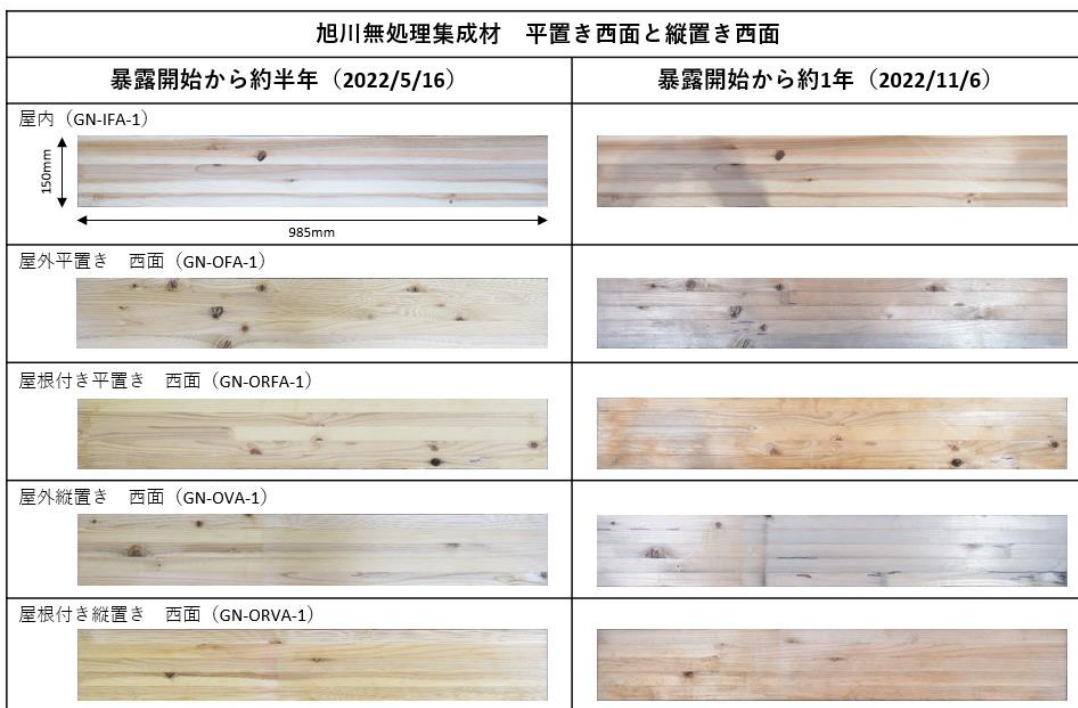 旭川無処理集成材　平置き西面と縦置き西面
暴露開始から約半年（2022/5/16）
暴露開始から約1年（2022/11/6）
屋内（GN-IFA-1）
150mm
985mm
屋外平置き　西面（GN-OFA-1）
屋根付き平置き　西面（GN-ORFA-1）
屋外縦置き　西面（GN-OVA-1）
屋根付き縦置き　西面（GN-ORVA-1）